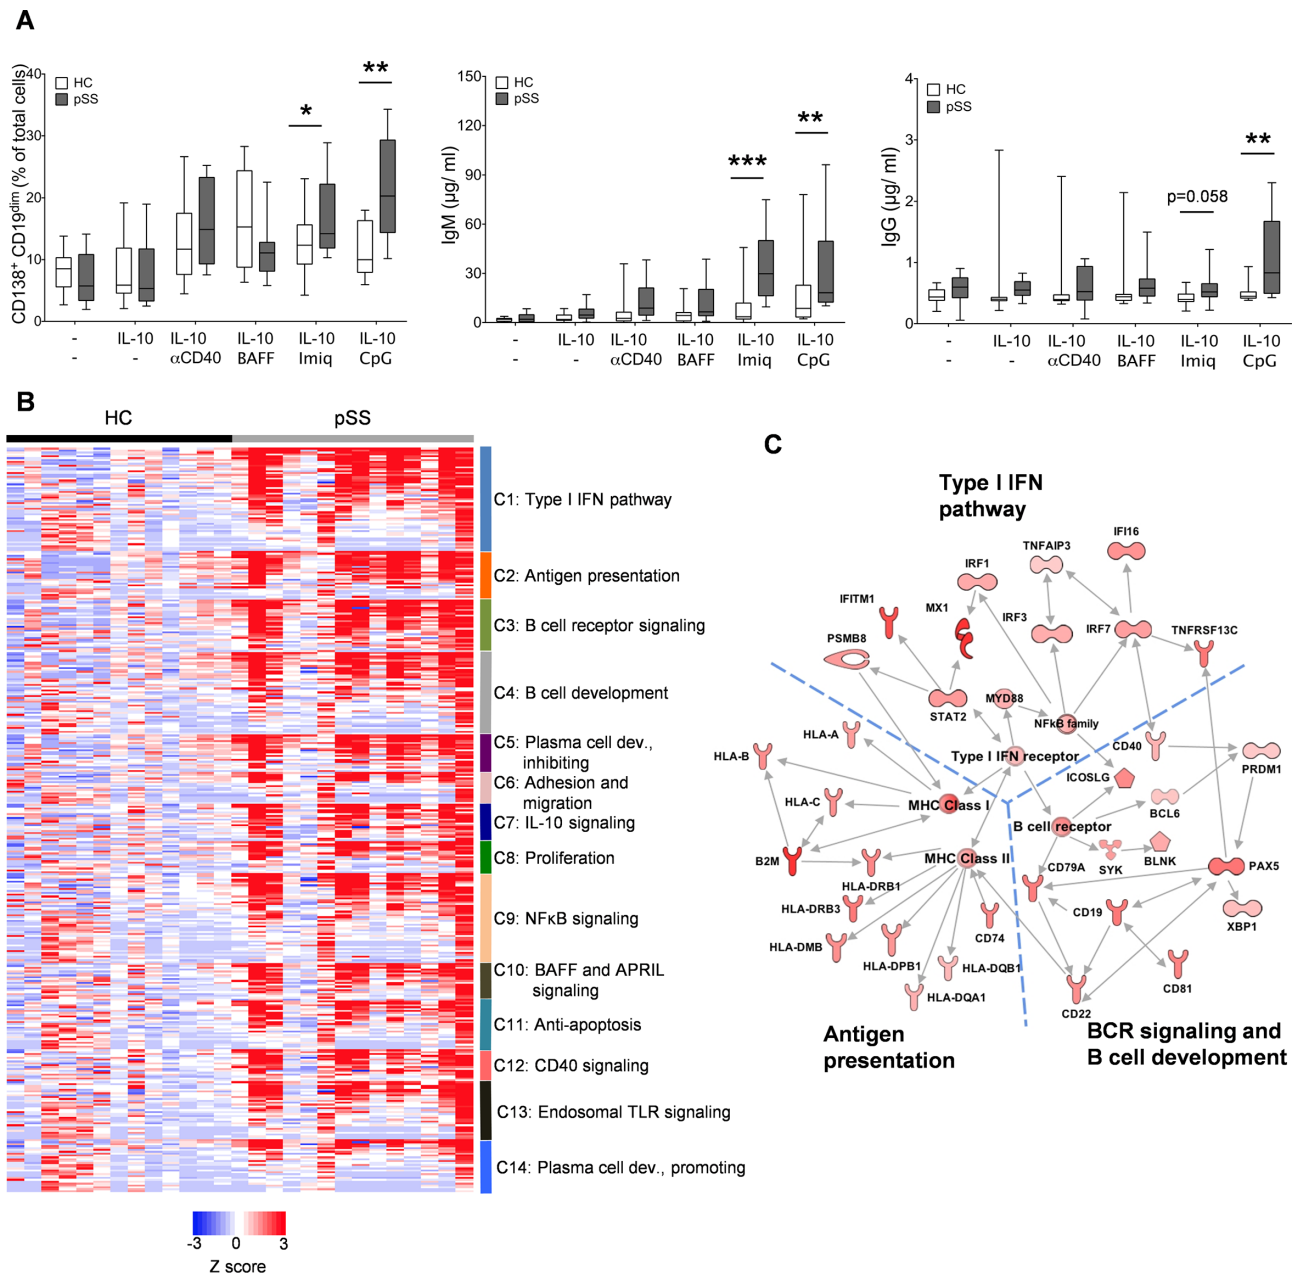 A
CD138⁺ CD19ᵈⁱᵐ (% of total cells)
40
30
20
10
0
HC
pSS
*
**
- IL-10 IL-10 IL-10 IL-10 IL-10
- - αCD40 BAFF Imiq CpG
IgM (µg/ ml)
150
120
90
60
30
0
HC
pSS
***
**
- IL-10 IL-10 IL-10 IL-10 IL-10
- - αCD40 BAFF Imiq CpG
IgG (µg/ ml)
4
3
2
1
0
HC
pSS
p=0.058
**
- IL-10 IL-10 IL-10 IL-10 IL-10
- - αCD40 BAFF Imiq CpG
B
HC
pSS
C1: Type I IFN pathway
C2: Antigen presentation
C3: B cell receptor signaling
C4: B cell development
C5: Plasma cell dev.,
inhibiting
C6: Adhesion and
migration
C7: IL-10 signaling
C8: Proliferation
C9: NFκB signaling
C10: BAFF and APRIL
signaling
C11: Anti-apoptosis
C12: CD40 signaling
C13: Endosomal TLR signaling
C14: Plasma cell dev., promoting
-3 0 3
Z score
C
Type I IFN
pathway
IFI16
TNFAIP3
IRF1
IFITM1
MX1
IRF3
IRF7
TNFRSF13C
PSMB8
STAT2
MYD88
NFkB family
HLA-A
HLA-B
Type I IFN receptor
CD40
PRDM1
ICOSLG
HLA-C
MHC Class I
BCL6
B cell receptor
B2M
MHC Class II
SYK
BLNK
CD79A
PAX5
HLA-DRB1
HLA-DRB3
CD19
XBP1
HLA-DMB
CD74
HLA-DPB1
HLA-DQB1
CD81
HLA-DQA1
CD22
Antigen
presentation
BCR signaling and
B cell development